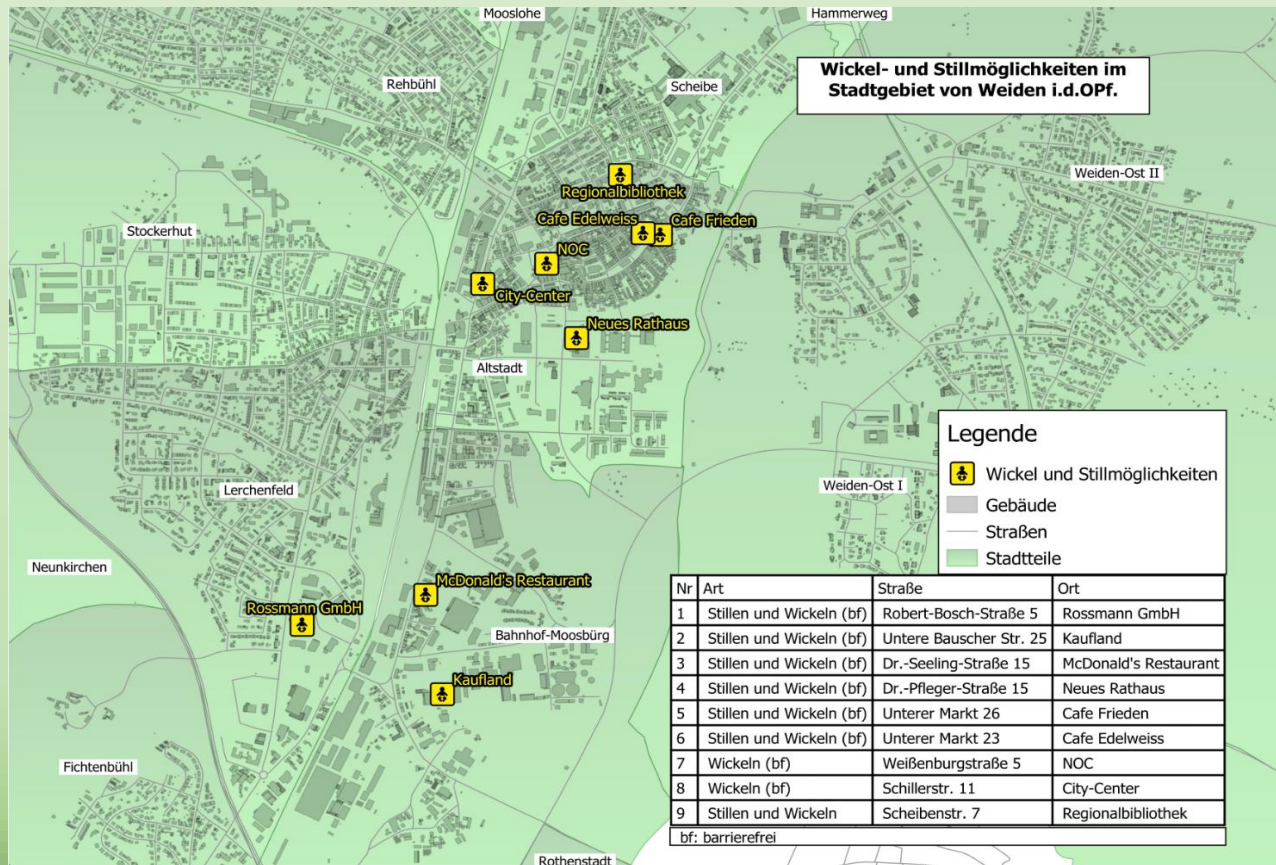 Mooslohe
Hammerweg
Wickel- und Stillmöglichkeiten im
Stadtgebiet von Weiden i.d.OPf.
Rehbühl
Scheibe
Weiden-Ost II
Regionalbibliothek
Cafe Edelweiss
Cafe Frieden
Stockerhut
NOC
City-Center
Neues Rathaus
Altstadt
Legende
Wickel und Stillmöglichkeiten
Gebäude
Straßen
Stadtteile
Weiden-Ost I
Lerchenfeld
Neunkirchen
McDonald's Restaurant
Rossmann GmbH
Bahnhof-Moosbürg
Kaufland
Fichtenbühl
Rothenstadt
Nr Art Straße Ort
1 Stillen und Wickeln (bf) Robert-Bosch-Straße 5 Rossmann GmbH
2 Stillen und Wickeln (bf) Untere Bauscher Str. 25 Kaufland
3 Stillen und Wickeln (bf) Dr.-Seeling-Straße 15 McDonald's Restaurant
4 Stillen und Wickeln (bf) Dr.-Pfleger-Straße 15 Neues Rathaus
5 Stillen und Wickeln (bf) Unterer Markt 26 Cafe Frieden
6 Stillen und Wickeln (bf) Unterer Markt 23 Cafe Edelweiss
7 Wickeln (bf) Weißenburgstraße 5 NOC
8 Wickeln (bf) Schillerstr. 11 City-Center
9 Stillen und Wickeln Scheibenstr. 7 Regionalbibliothek
bf: barrierefrei